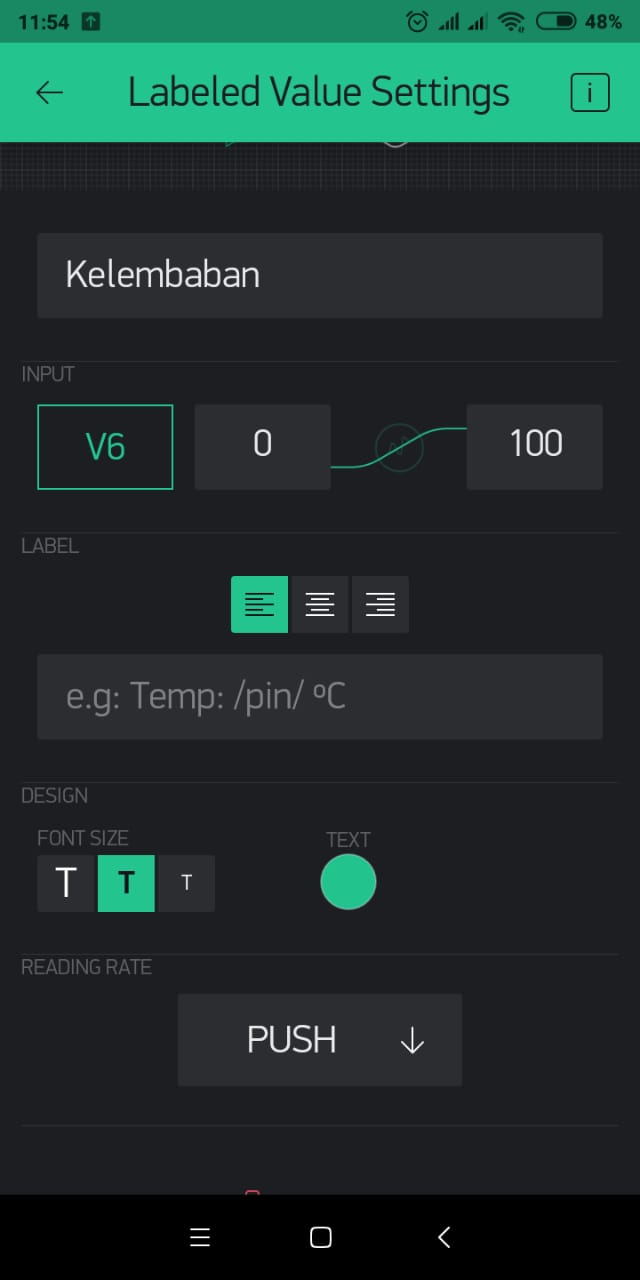 11:54 48%
Labeled Value Settings i
Kelembaban
INPUT
V6 0 100
LABEL
e.g: Temp: /pin/ ºC
DESIGN
FONT SIZE TEXT
T T T
READING RATE
PUSH